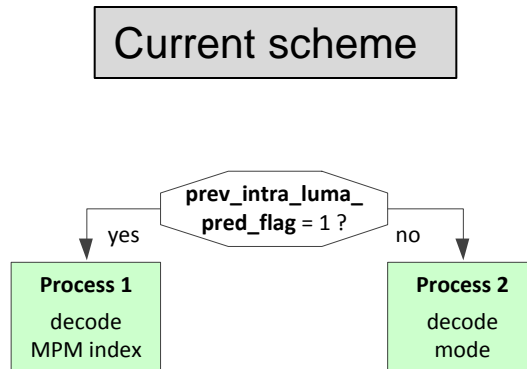 Current scheme
prev_intra_luma_
pred_flag = 1 ?
yes
no
Process 1
decode
MPM index
Process 2
decode
mode